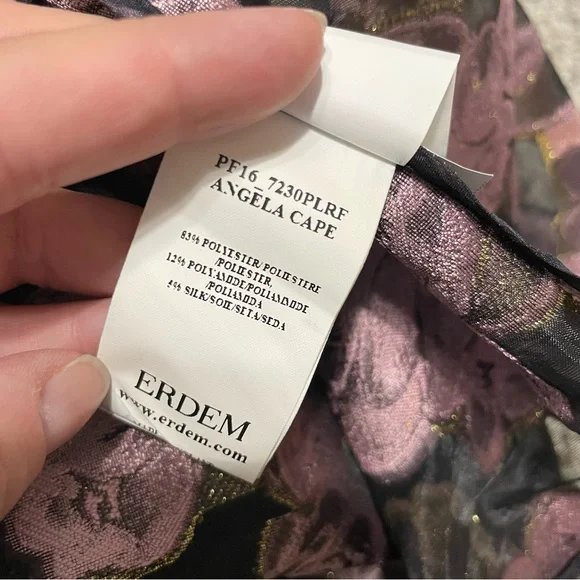 PF16_7230PLRF
ANGELA CAPE
83% POLYESTER/POLIESTERE
/POLIESTER
12% POLYAMIDE/POLIAMMIDE
/POLIAMIDA
5% SILK/SOIE/SETA/SEDA
ERDEM
www.erdem.com